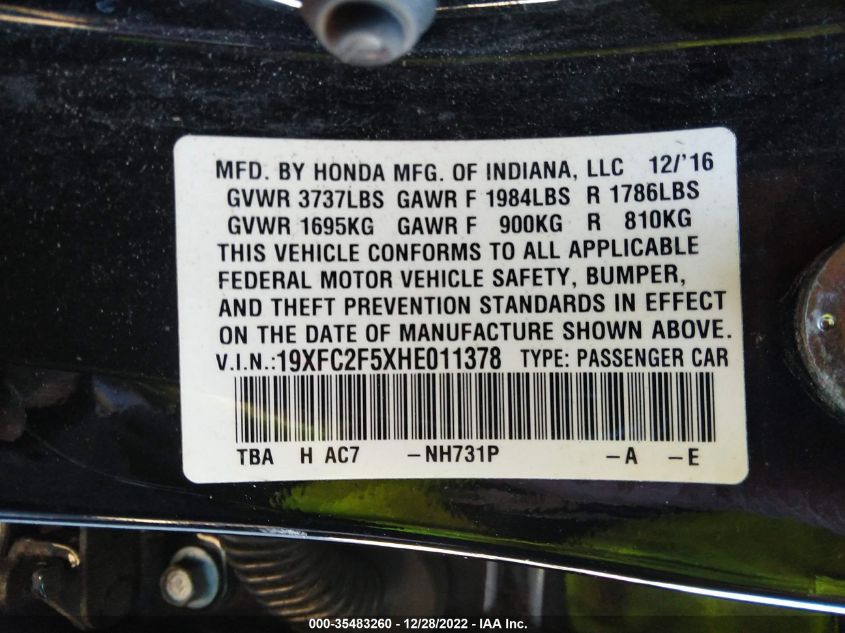 MFD. BY HONDA MFG. OF INDIANA, LLC 12/'16
GVWR 3737LBS GAWR F 1984LBS R 1786LBS
GVWR 1695KG GAWR F 900KG R 810KG
THIS VEHICLE CONFORMS TO ALL APPLICABLE
FEDERAL MOTOR VEHICLE SAFETY, BUMPER,
AND THEFT PREVENTION STANDARDS IN EFFECT
ON THE DATE OF MANUFACTURE SHOWN ABOVE.
V.I.N.:19XFC2F5XHE011378 TYPE: PASSENGER CAR
TBA H AC7 –NH731P –A –E
000-35483260 - 12/28/2022 - IAA Inc.